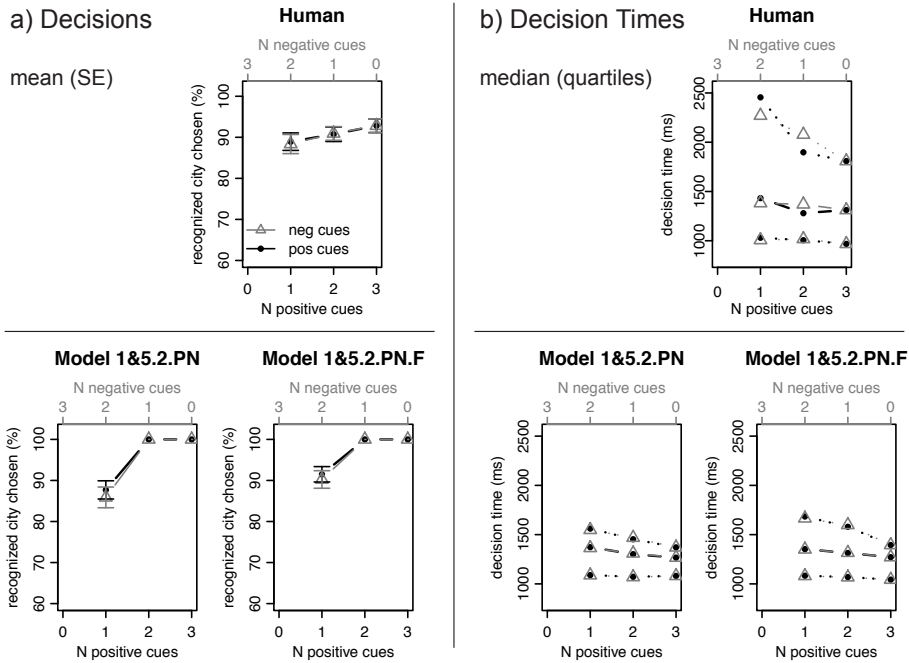 a) Decisions
mean (SE)
Human
N negative cues
3 2 1 0
recognized city chosen (%)
60 70 80 90 100
neg cues
pos cues
0 1 2 3
N positive cues
b) Decision Times
median (quartiles)
Human
N negative cues
3 2 1 0
decision time (ms)
1000 1500 2000 2500
0 1 2 3
N positive cues
Model 1&5.2.PN
N negative cues
3 2 1 0
recognized city chosen (%)
60 70 80 90 100
0 1 2 3
N positive cues
Model 1&5.2.PN.F
N negative cues
3 2 1 0
recognized city chosen (%)
60 70 80 90 100
0 1 2 3
N positive cues
Model 1&5.2.PN
N negative cues
3 2 1 0
decision time (ms)
1000 1500 2000 2500
0 1 2 3
N positive cues
Model 1&5.2.PN.F
N negative cues
3 2 1 0
decision time (ms)
1000 1500 2000 2500
0 1 2 3
N positive cues